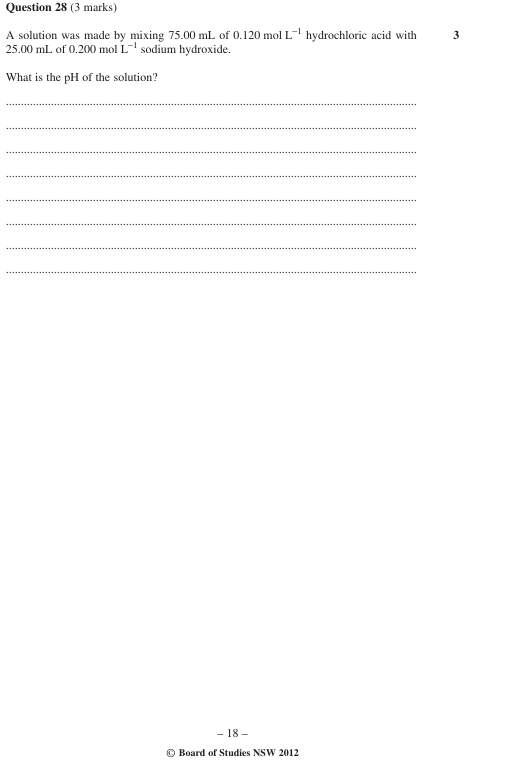 Question 28 (3 marks)
A solution was made by mixing 75.00 mL of 0.120 mol L⁻¹ hydrochloric acid with 3
25.00 mL of 0.200 mol L⁻¹ sodium hydroxide.
What is the pH of the solution?
– 18 –
© Board of Studies NSW 2012